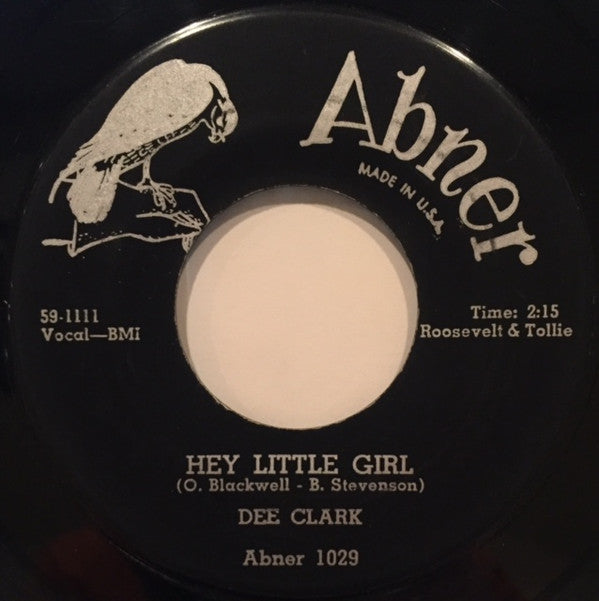 Abner
MADE IN U.S.A.
59-1111
Vocal—BMI
Time: 2:15
Roosevelt & Tollie
HEY LITTLE GIRL
(O. Blackwell - B. Stevenson)
DEE CLARK
Abner 1029